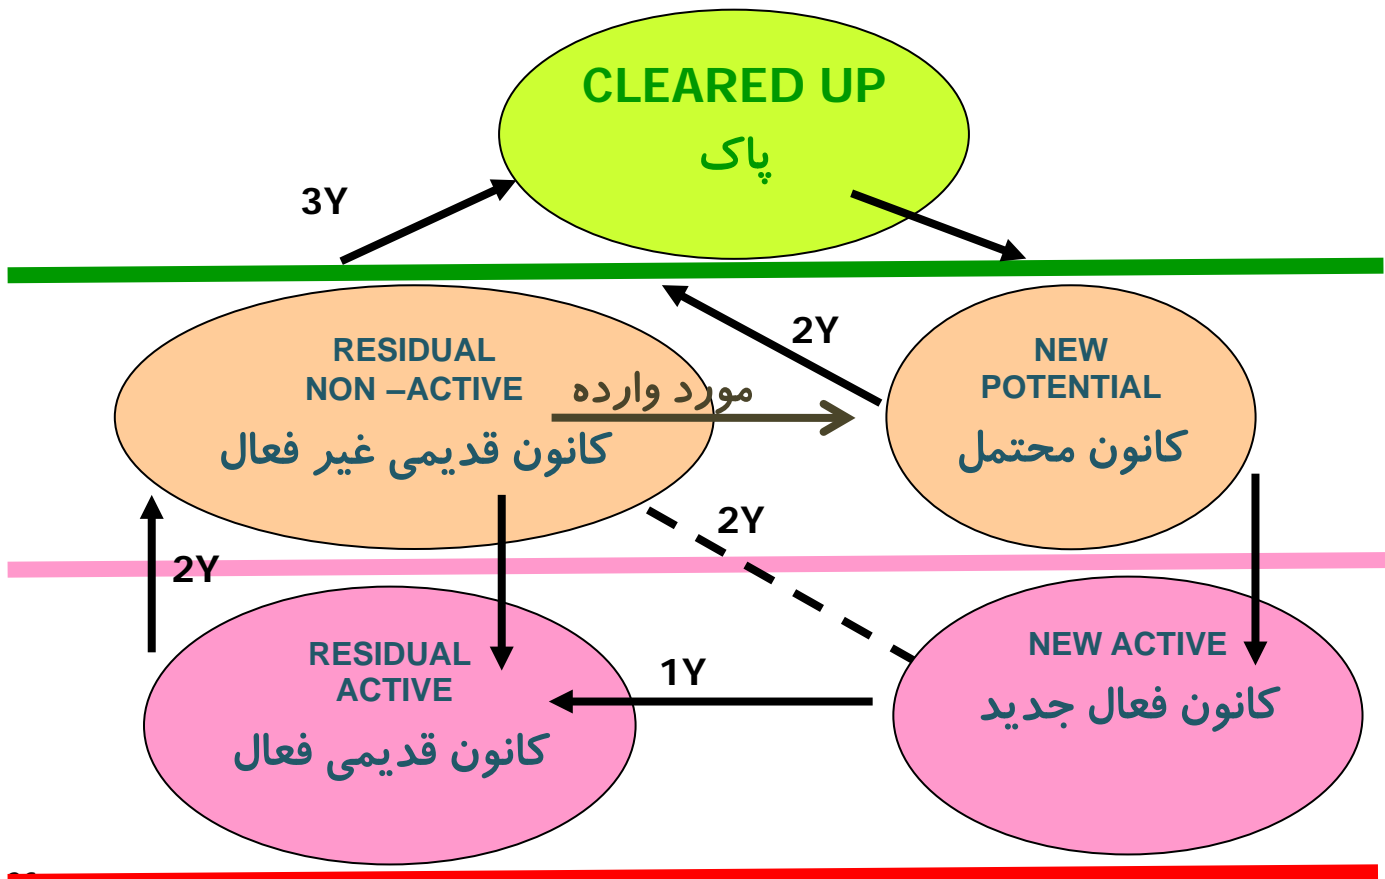 CLEARED UP
پاک
3Y
2Y
RESIDUAL
NON –ACTIVE
مورد وارده
کانون قدیمی غیر فعال
NEW
POTENTIAL
کانون محتمل
2Y
2Y
RESIDUAL
ACTIVE
کانون قدیمی فعال
1Y
NEW ACTIVE
کانون فعال جدید